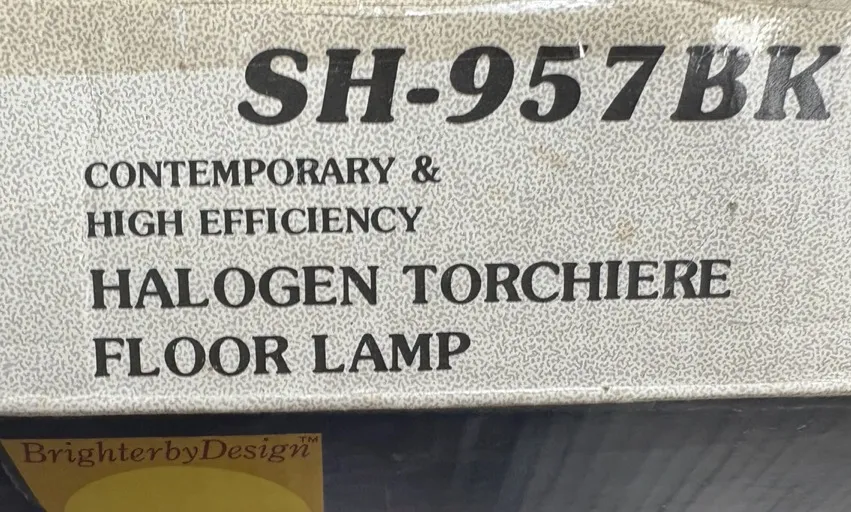 SH-957BK
CONTEMPORARY &
HIGH EFFICIENCY
HALOGEN TORCHIERE
FLOOR LAMP
BrighterbyDesign™